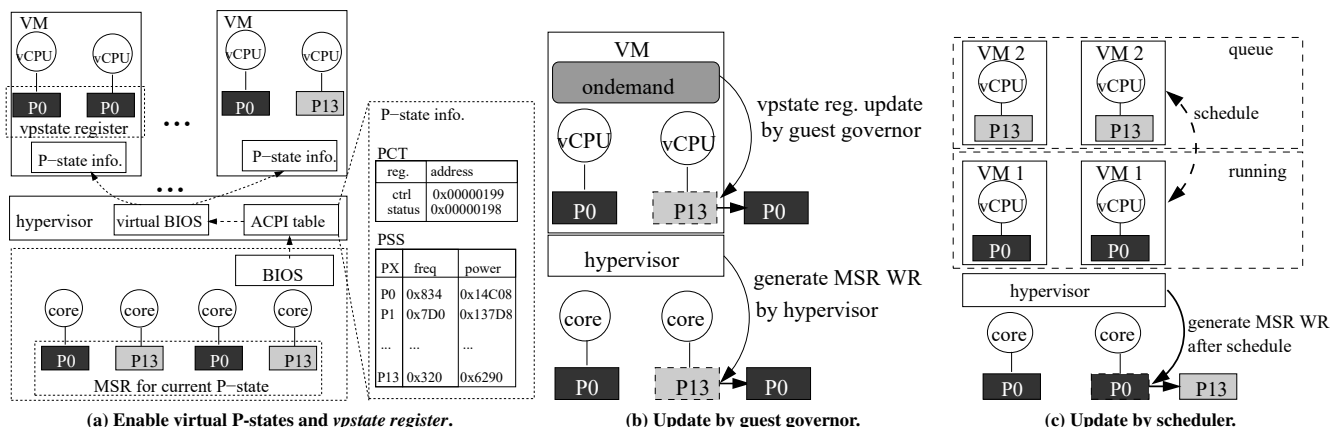 VM
vCPU
vCPU
P0
P0
vpstate register
P−state info.
...
...
VM
vCPU
vCPU
P0
P13
P−state info.
hypervisor
virtual BIOS
ACPI table
BIOS
core
core
core
core
P0
P13
P0
P13
MSR for current P−state
P−state info.
PCT
reg. address
ctrl 0x00000199
status 0x00000198
PSS
PX freq power
P0 0x834 0x14C08
P1 0x7D0 0x137D8
... ...
P13 0x320 0x6290
(a) Enable virtual P-states and vpstate register.
VM
ondemand
vCPU
vCPU
P0
P13
P0
vpstate reg. update
by guest governor
hypervisor
generate MSR WR
by hypervisor
core
core
P0
P13
P0
(b) Update by guest governor.
queue
VM 2
VM 2
vCPU
vCPU
P13
P13
schedule
running
VM 1
VM 1
vCPU
vCPU
P0
P0
hypervisor
generate MSR WR
after schedule
core
core
P0
P0
P13
(c) Update by scheduler.